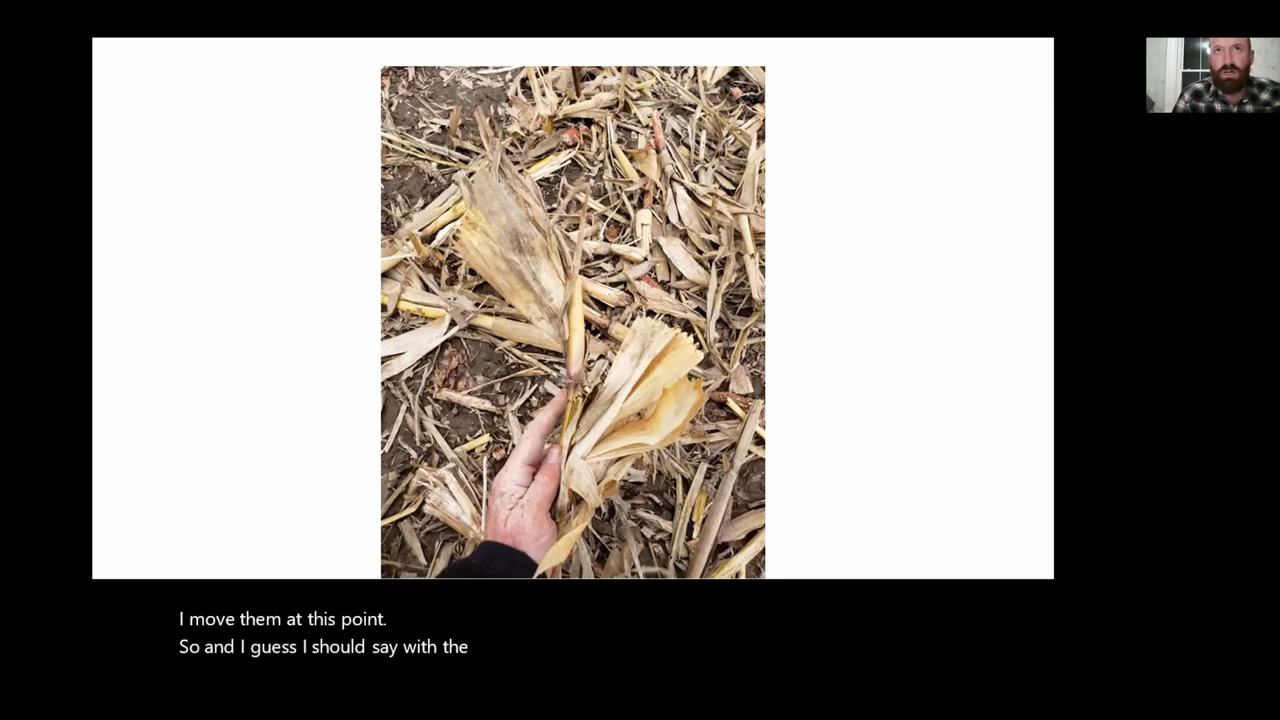 I move them at this point.
So and I guess I should say with the